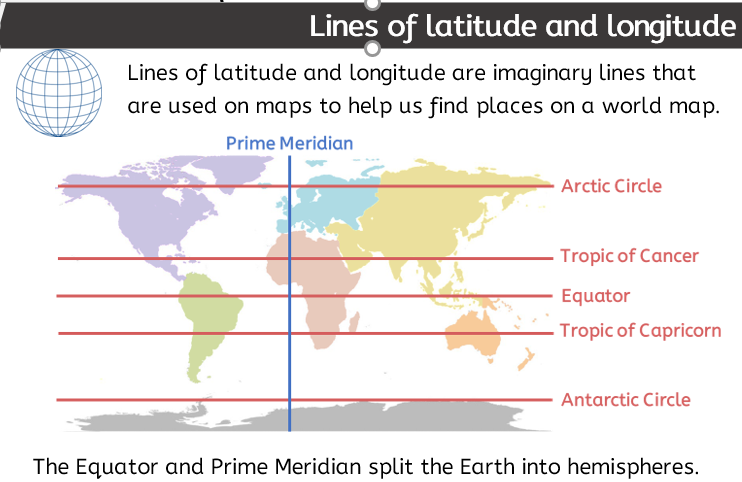 Lines of latitude and longitude
Lines of latitude and longitude are imaginary lines that
are used on maps to help us find places on a world map.
Prime Meridian
Arctic Circle
Tropic of Cancer
Equator
Tropic of Capricorn
Antarctic Circle
The Equator and Prime Meridian split the Earth into hemispheres.